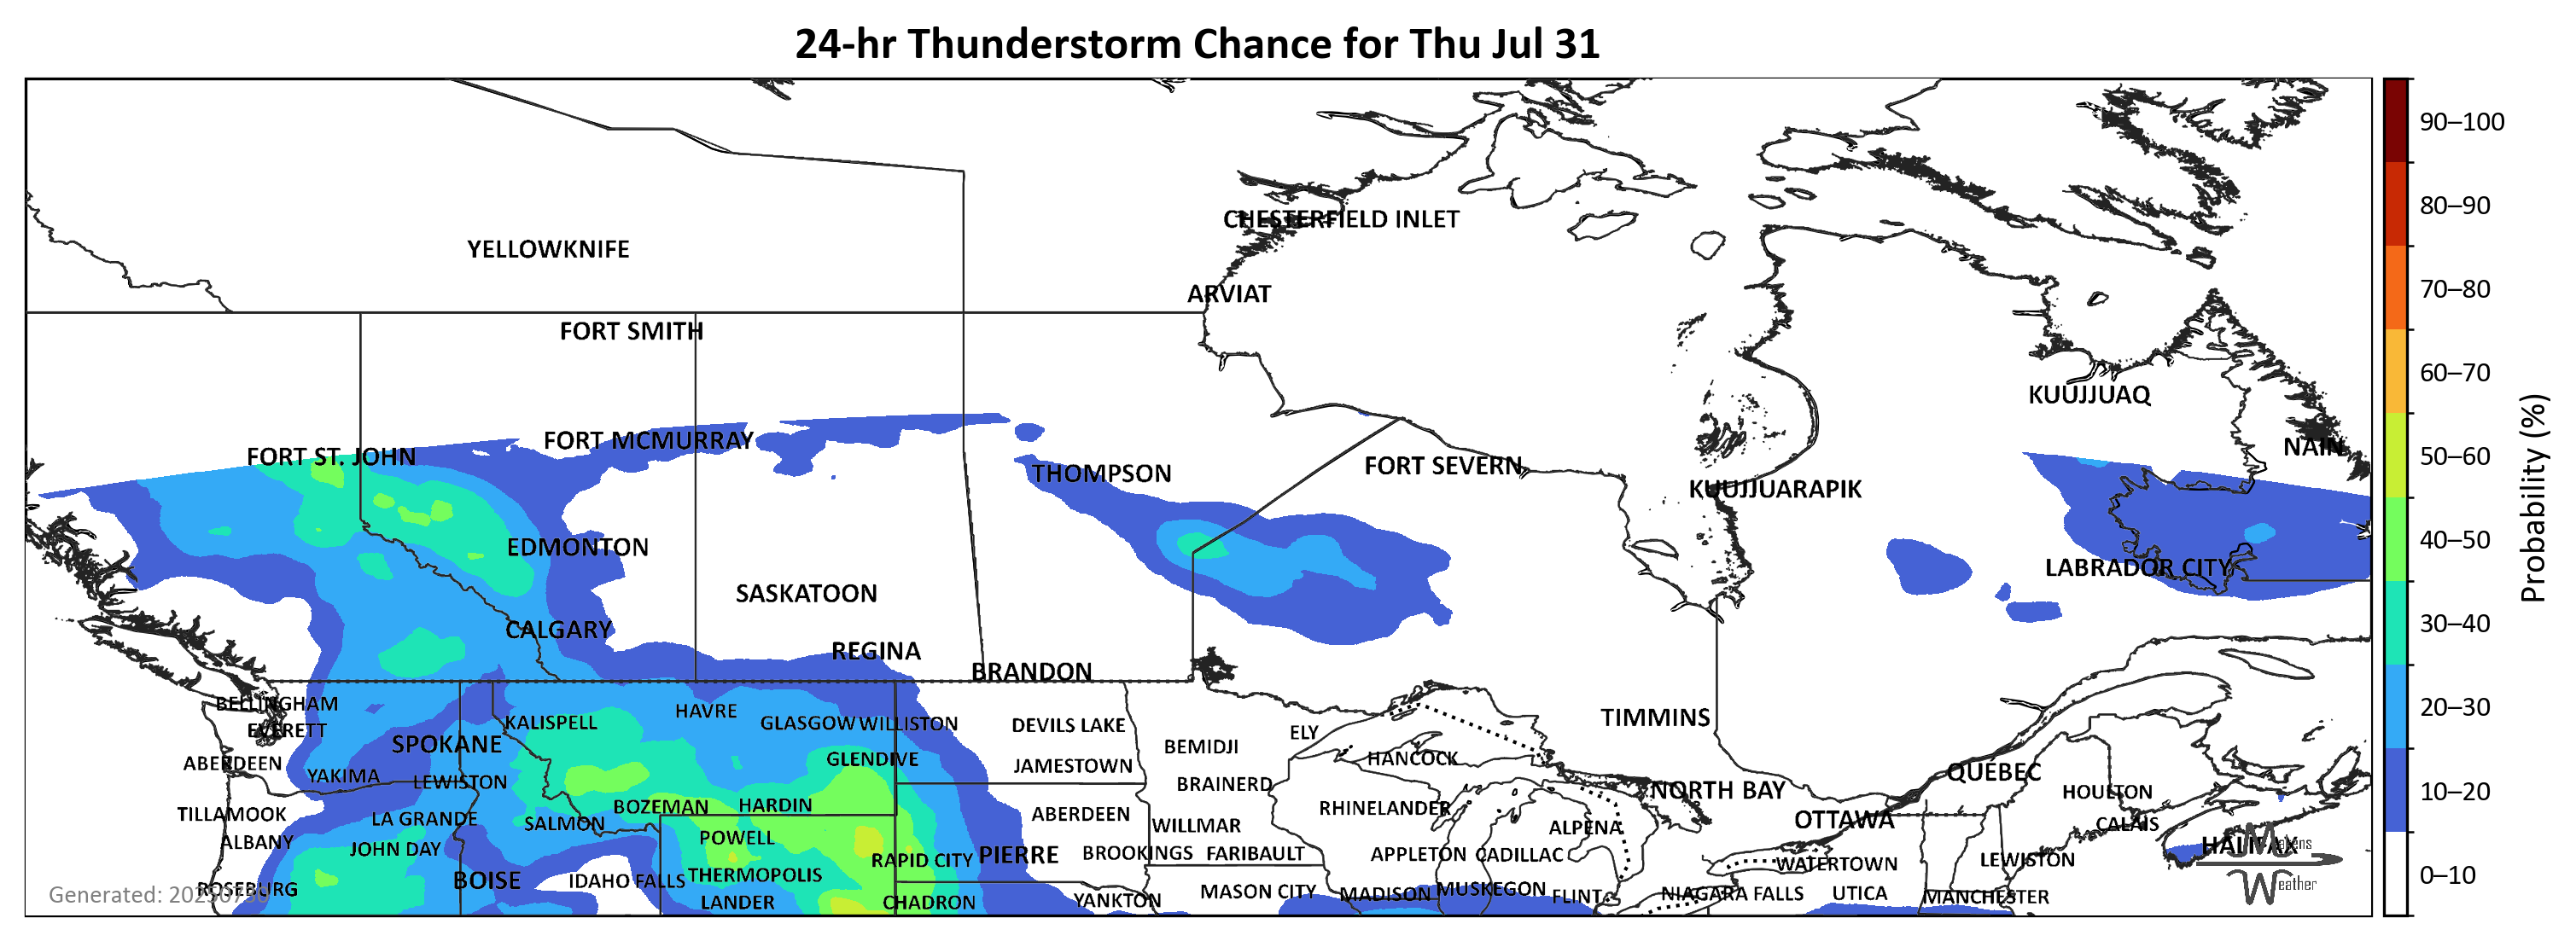 24-hr Thunderstorm Chance for Thu Jul 31
90–100
80–90
70–80
60–70
50–60
40–50
30–40
20–30
10–20
0–10
Probability (%)
CHESTERFIELD INLET
YELLOWKNIFE
ARVIAT
FORT SMITH
KUUJJUAQ
FORT MCMURRAY
NAIN
FORT ST. JOHN
FORT SEVERN
THOMPSON
KUUJJUARAPIK
EDMONTON
LABRADOR CITY
SASKATOON
CALGARY
REGINA
BRANDON
BELLINGHAM
HAVRE
TIMMINS
KALISPELL
GLASGOW
WILLISTON
DEVILS LAKE
EVERETT
ELY
SPOKANE
BEMIDJI
GLENDIVE
HANCOCK
ABERDEEN
JAMESTOWN
QUÉBEC
YAKIMA
LEWISTON
BRAINERD
NORTH BAY
HOULTON
BOZEMAN
HARDIN
RHINELANDER
TILLAMOOK
LA GRANDE
ABERDEEN
OTTAWA
SALMON
WILLMAR
ALPENA
CALAIS
POWELL
ALBANY
JOHN DAY
HALIFAX
RAPID CITY
PIERRE
BROOKINGS
FARIBAULT
APPLETON
CADILLAC
WATERTOWN
LEWISTON
BOISE
IDAHO FALLS
THERMOPOLIS
ROSEBURG
MASON CITY
MADISON
MUSKEGON
FLINT
NIAGARA FALLS
UTICA
MANCHESTER
LANDER
CHADRON
YANKTON
Weather